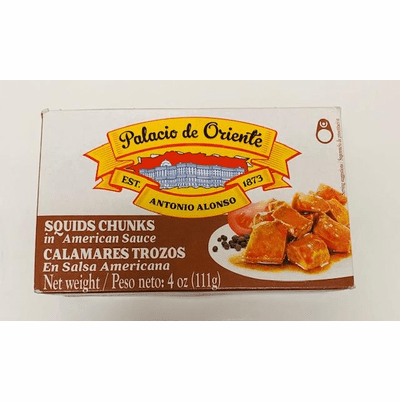 Palacio de Oriente
EST.
1873
ANTONIO ALONSO
SQUIDS CHUNKS
in American Sauce
CALAMARES TROZOS
En Salsa Americana
Net weight / Peso neto: 4 oz (111g)